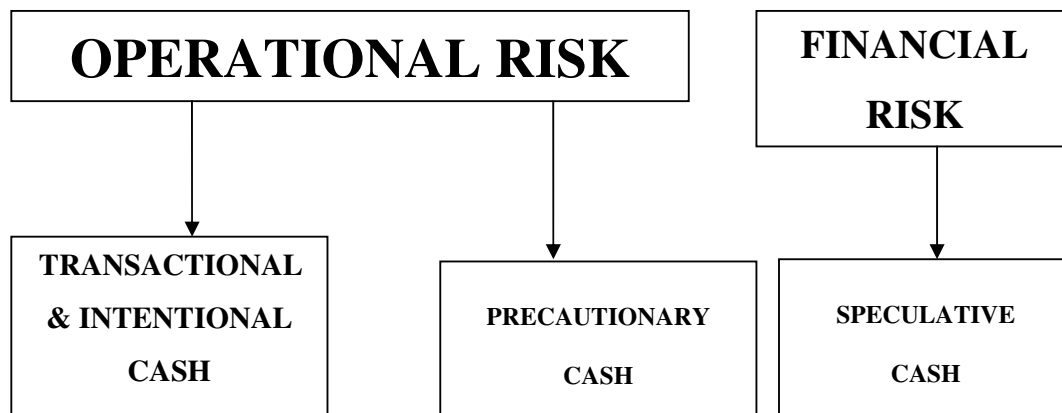 OPERATIONAL RISK
FINANCIAL
RISK
TRANSACTIONAL
& INTENTIONAL
CASH
PRECAUTIONARY
CASH
SPECULATIVE
CASH